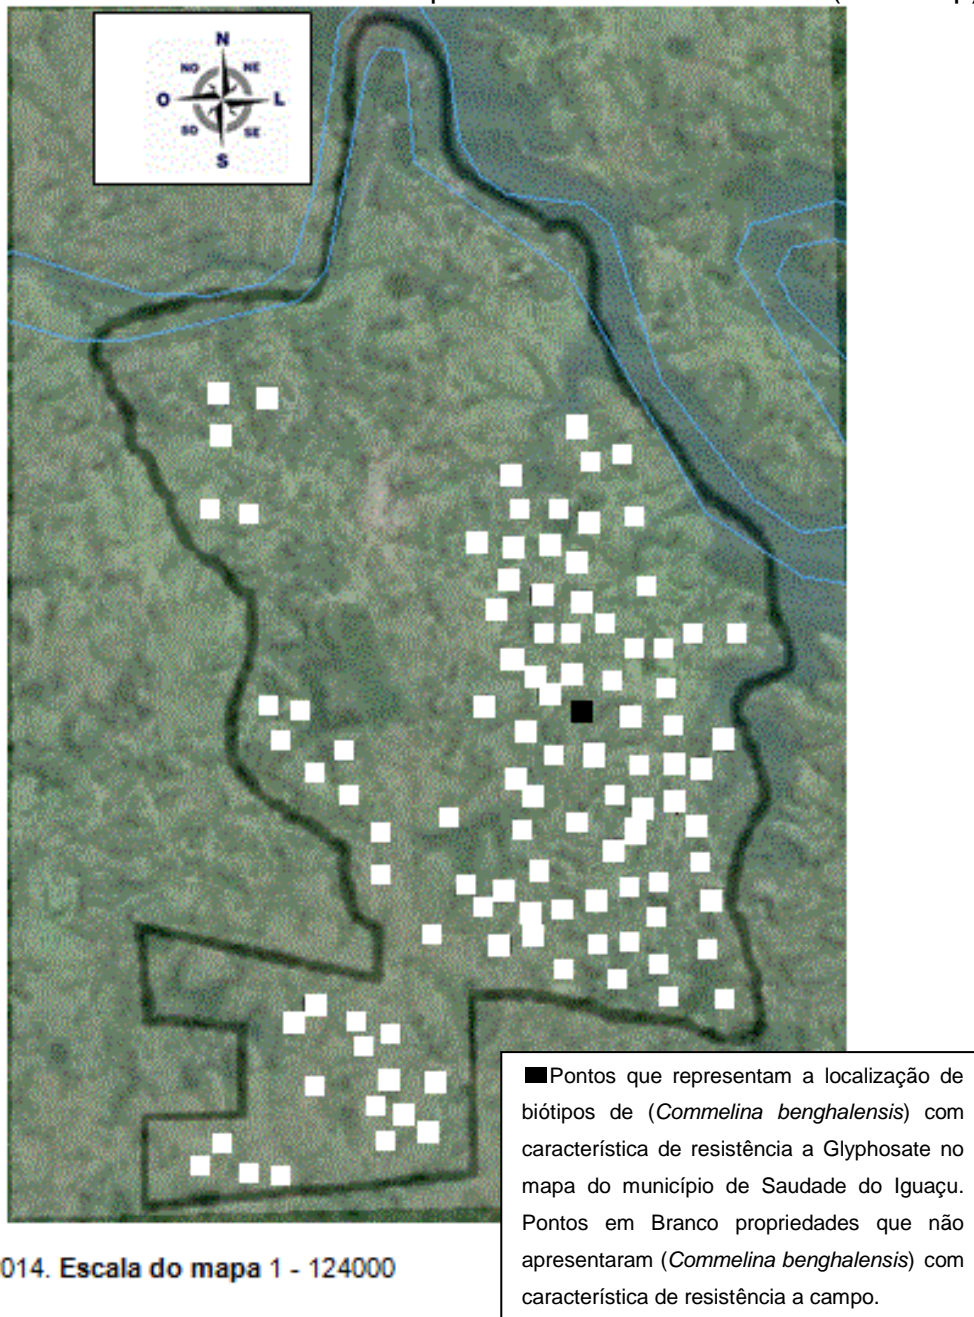 N
NO NE
O L
SO SE
S
Pontos que representam a localização de
biótipos de (Commelina benghalensis) com
característica de resistência a Glyphosate no
mapa do município de Saudade do Iguaçu.
Pontos em Branco propriedades que não
apresentaram (Commelina benghalensis) com
característica de resistência a campo.
014. Escala do mapa 1 - 124000